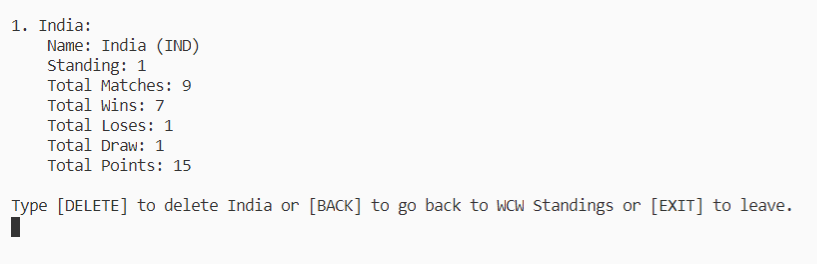 1. India:
Name: India (IND)
Standing: 1
Total Matches: 9
Total Wins: 7
Total Loses: 1
Total Draw: 1
Total Points: 15
Type [DELETE] to delete India or [BACK] to go back to WCW Standings or [EXIT] to leave.